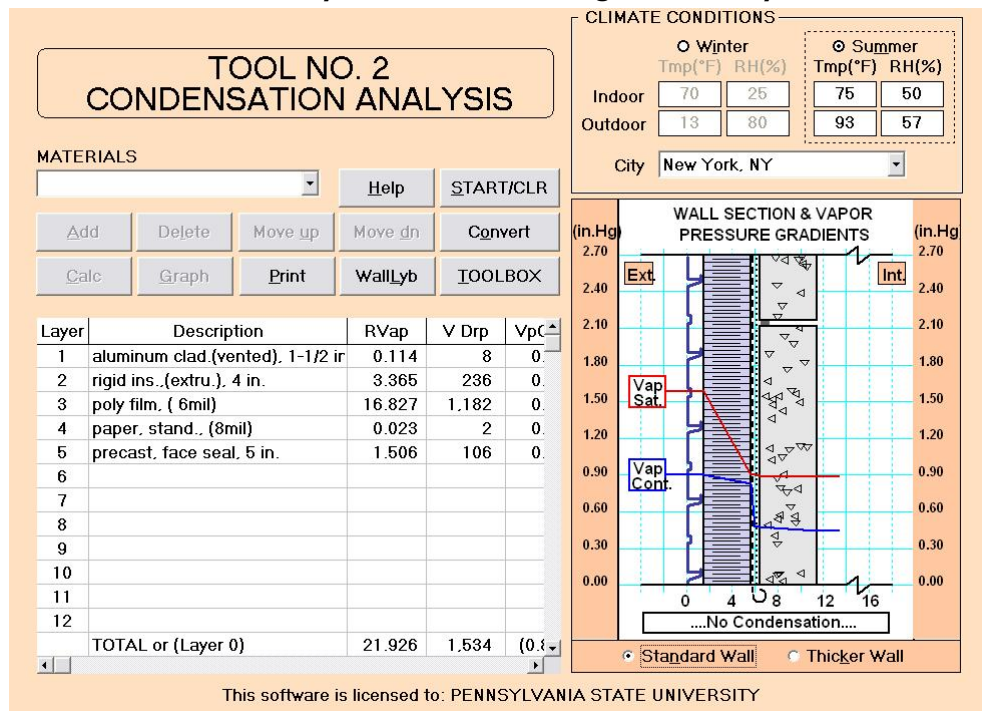 TOOL NO. 2
CONDENSATION ANALYSIS
MATERIALS
Help START/CLR
Add Delete Move up Move dn Convert
Calc Graph Print WallLyb TOOLBOX
Layer Description RVap V Drp VpC
1 aluminum clad.(vented), 1-1/2 in 0.114 8 0.
2 rigid ins.,(extru.), 4 in. 3.365 236 0.
3 poly film, ( 6mil) 16.827 1,182 0.
4 paper, stand., (8mil) 0.023 2 0.
5 precast, face seal, 5 in. 1.506 106 0.
6
7
8
9
10
11
12
TOTAL or (Layer 0) 21.926 1,534 (0.8
CLIMATE CONDITIONS
Winter Summer
Tmp(°F) RH(%) Tmp(°F) RH(%)
Indoor 70 25 75 50
Outdoor 13 80 93 57
City New York, NY
WALL SECTION & VAPOR
(in.Hg) PRESSURE GRADIENTS (in.Hg)
2.70 2.70
Ext. Int.
2.40 2.40
2.10 2.10
1.80 1.80
Vap
Sat.
1.50 1.50
1.20 1.20
Vap
Cont.
0.90 0.90
0.60 0.60
0.30 0.30
0.00 0.00
0 4 8 12 16
....No Condensation....
Standard Wall Thicker Wall
This software is licensed to: PENNSYLVANIA STATE UNIVERSITY